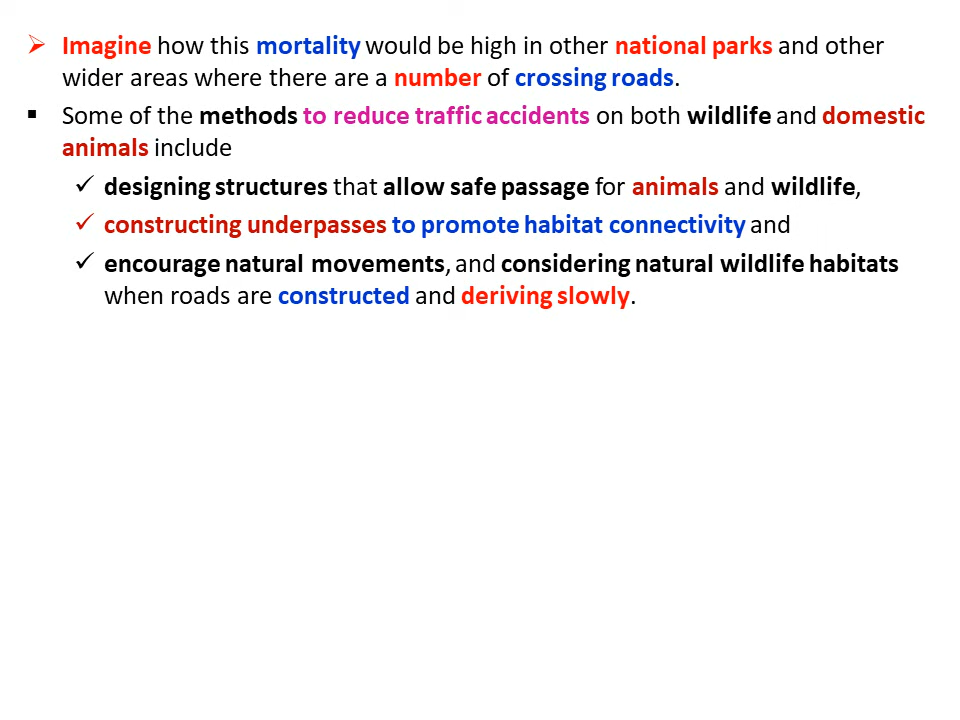 Imagine how this mortality would be high in other national parks and other
wider areas where there are a number of crossing roads.
Some of the methods to reduce traffic accidents on both wildlife and domestic
animals include
designing structures that allow safe passage for animals and wildlife,
constructing underpasses to promote habitat connectivity and
encourage natural movements, and considering natural wildlife habitats
when roads are constructed and deriving slowly.